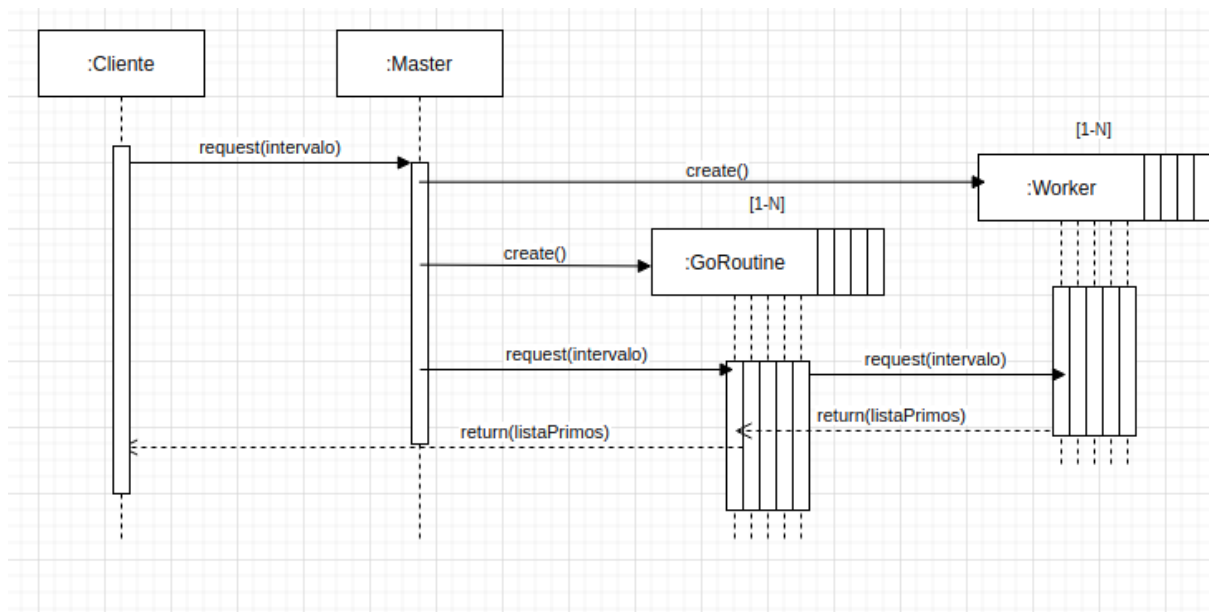 :Cliente
:Master
[1-N]
request(intervalo)
create()
:Worker
[1-N]
create()
:GoRoutine
request(intervalo)
request(intervalo)
return(listaPrimos)
return(listaPrimos)